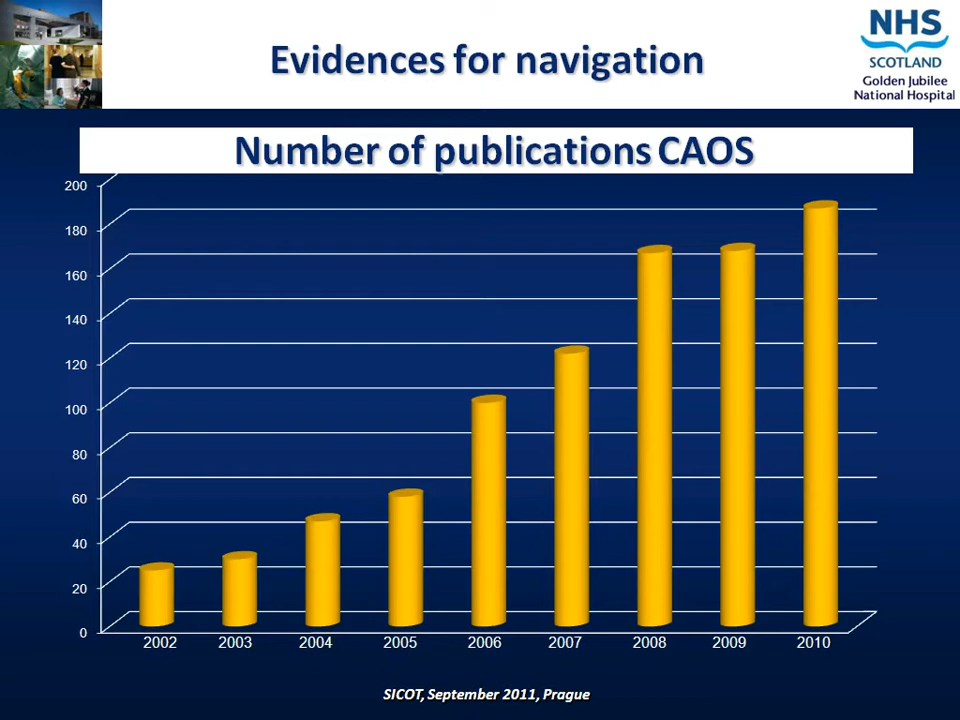 Evidences for navigation
NHS
SCOTLAND
Golden Jubilee
National Hospital
Number of publications CAOS
200
180
160
140
120
100
80
60
40
20
0
2002 2003 2004 2005 2006 2007 2008 2009 2010
SICOT, September 2011, Prague